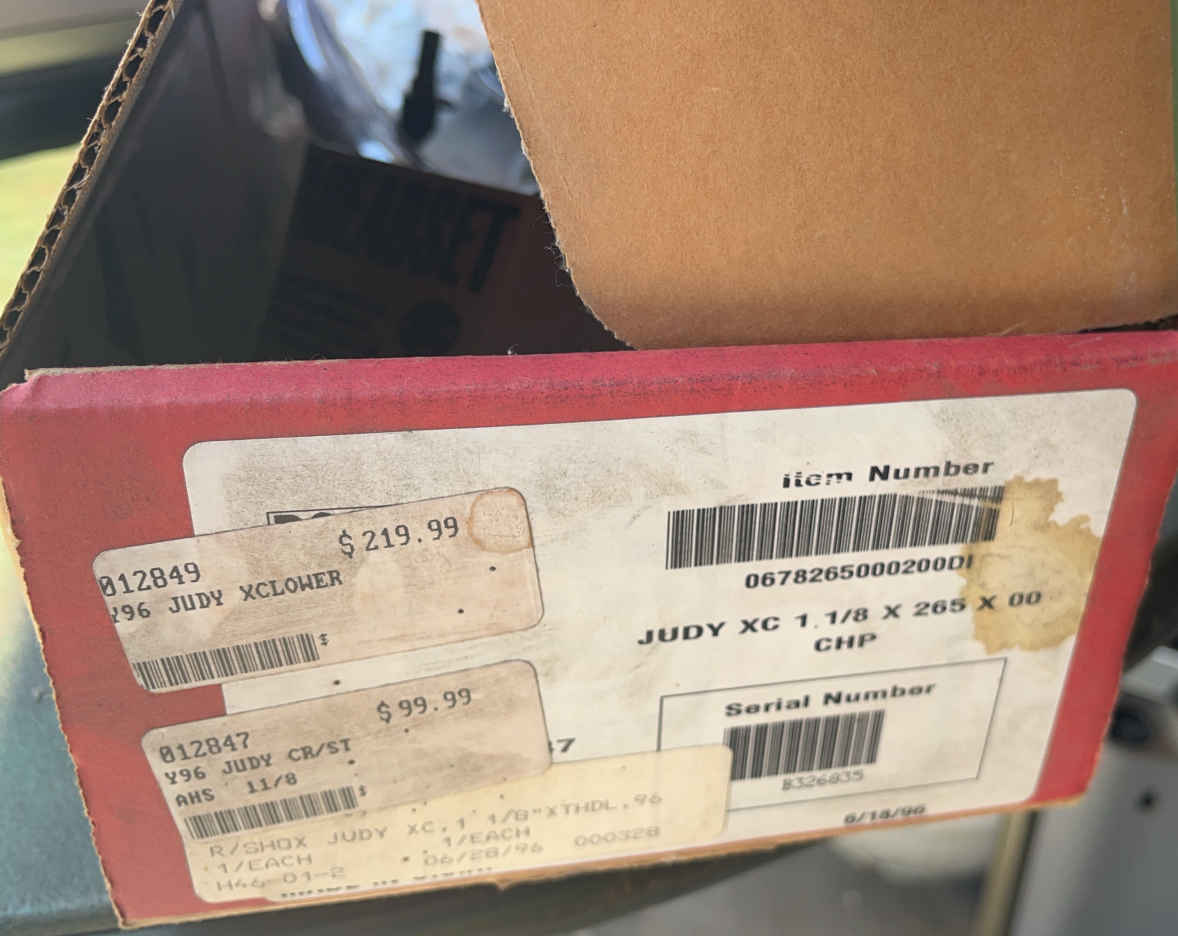 Item Number
0678265000200DI
JUDY XC 1 1/8 X 265 X 00
CHP
Serial Number
B326835
6/18/96
$219.99
012849
Y96 JUDY XCLOWER
$
$99.99
012847
Y96 JUDY CR/ST
AHS 11/8
$
7
R/SHOX JUDY XC,1 1/8"XTHDL,96
1/EACH 1/EACH
H46-01-2 06/28/96 000328